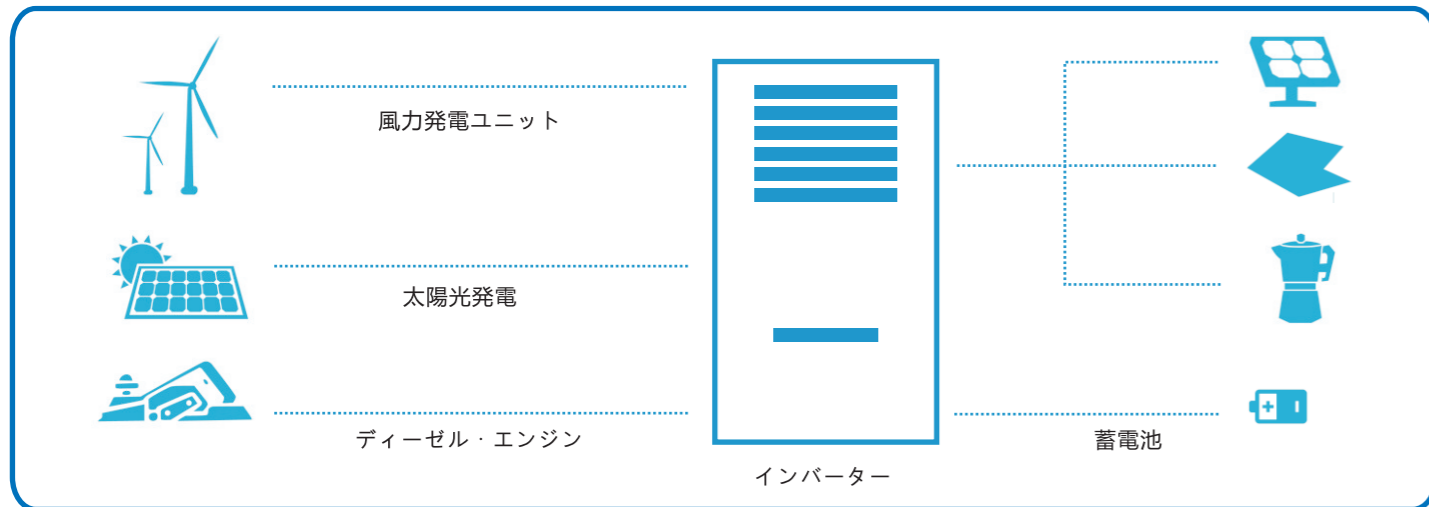 風力発電ユニット
太陽光発電
ディーゼル・エンジン
蓄電池
インバーター